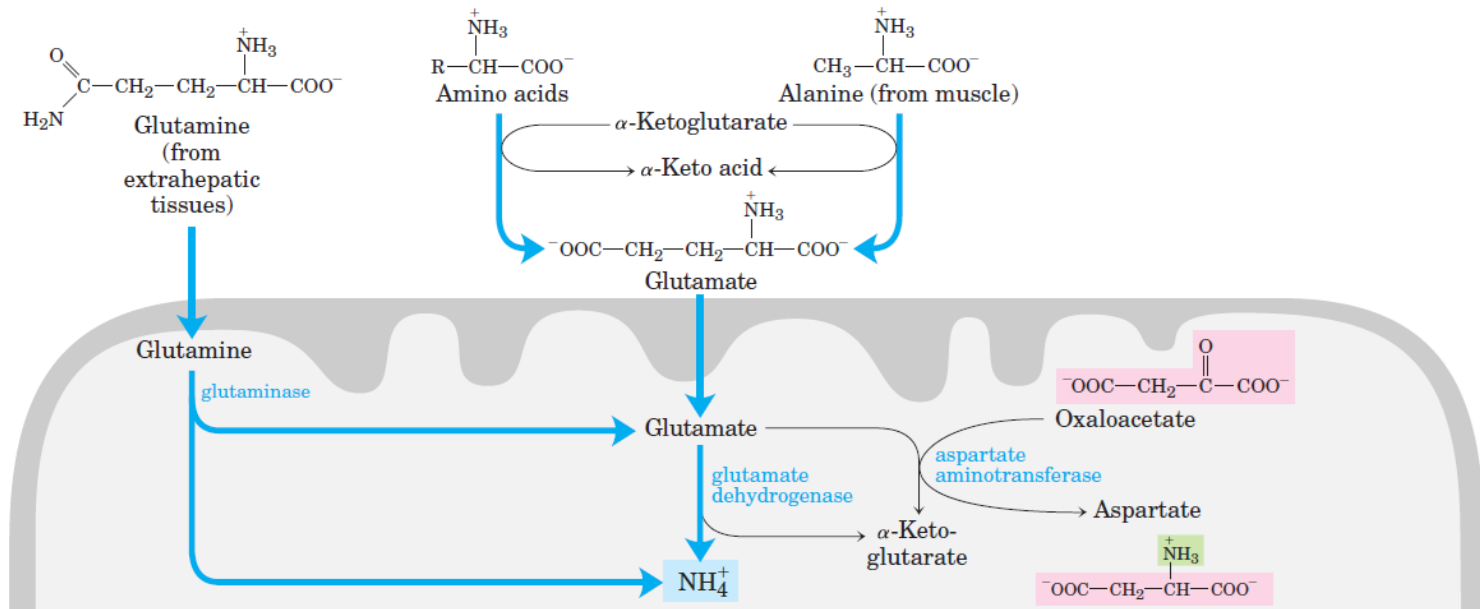 O
C—CH₂—CH₂—CH—COO⁻
⁺NH₃
H₂N
Glutamine
(from
extrahepatic
tissues)
⁺NH₃
R—CH—COO⁻
Amino acids
⁺NH₃
CH₃—CH—COO⁻
Alanine (from muscle)
α-Ketoglutarate
α-Keto acid
⁺NH₃
⁻OOC—CH₂—CH₂—CH—COO⁻
Glutamate
Glutamine
glutaminase
Glutamate
glutamate
dehydrogenase
NH₄⁺
α-Keto-
glutarate
O
⁻OOC—CH₂—C—COO⁻
Oxaloacetate
aspartate
aminotransferase
Aspartate
⁺NH₃
⁻OOC—CH₂—CH—COO⁻